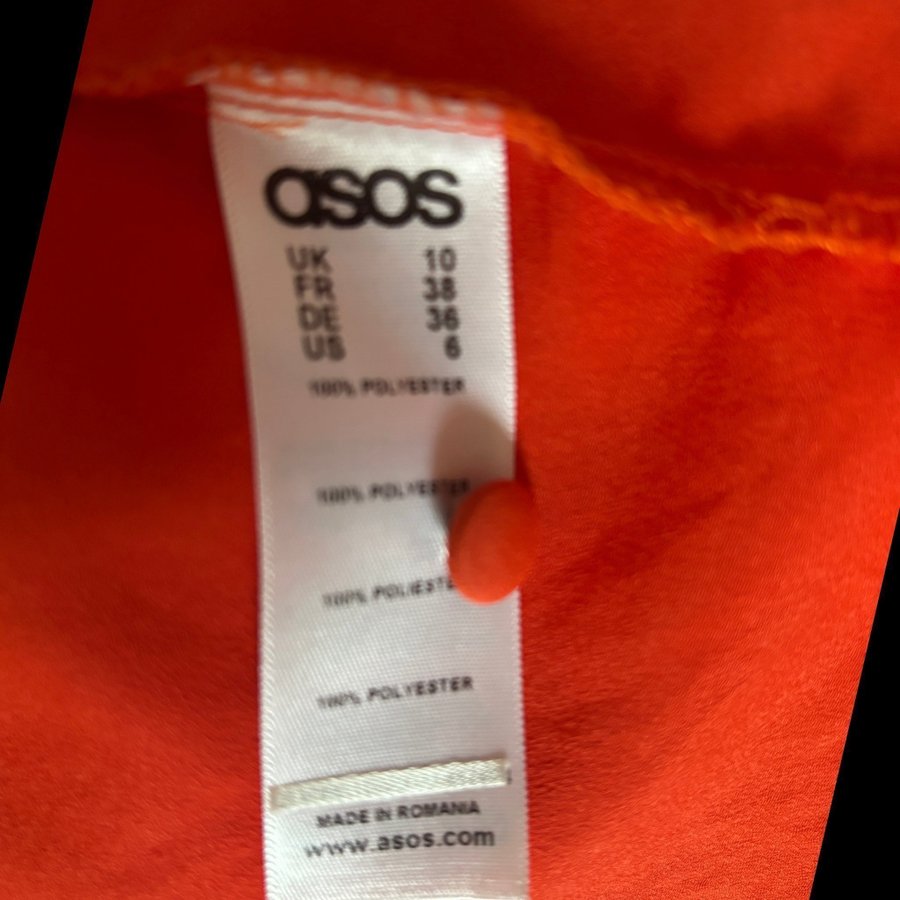 asos
UK 10
FR 38
DE 36
US 6
100% POLYESTER
100% POLYESTER
100% POLIESTE
100% POLYESTER
MADE IN ROMANIA
www.asos.com